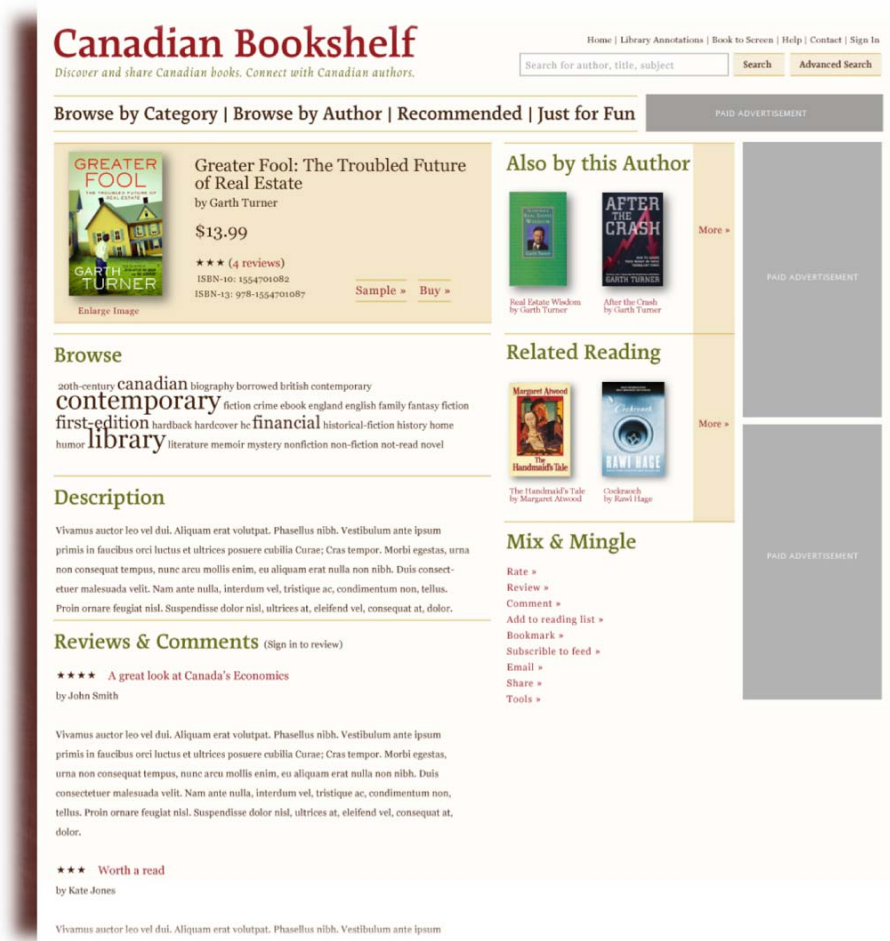 Canadian Bookshelf
Discover and share Canadian books. Connect with Canadian authors.
Home | Library Annotations | Book to Screen | Help | Contact | Sign In
Search for author, title, subject
Search
Advanced Search
Browse by Category | Browse by Author | Recommended | Just for Fun
PAID ADVERTISEMENT
GREATER
FOOL
THE TROUBLED FUTURE OF
REAL ESTATE
GARTH
TURNER
Enlarge Image
Greater Fool: The Troubled Future
of Real Estate
by Garth Turner
$13.99
★★★ (4 reviews)
ISBN-10: 1554701082
ISBN-13: 978-1554701087
Sample »
Buy »
Also by this Author
AFTER
THE
CRASH
GARTH TURNER
Real Estate Wisdom
by Garth Turner
After the Crash
by Garth Turner
More »
PAID ADVERTISEMENT
Browse
20th-century canadian biography borrowed british contemporary
contemporary fiction crime ebook england english family fantasy fiction
first-edition hardback hardcover hc financial historical-fiction history home
humor library literature memoir mystery nonfiction non-fiction not-read novel
Related Reading
Margaret Atwood
The
Handmaid's Tale
Cockroach
RAWI HAGE
The Handmaid's Tale
by Margaret Atwood
Cockraoch
by Rawi Hage
More »
PAID ADVERTISEMENT
Description
Vivamus auctor leo vel dui. Aliquam erat volutpat. Phasellus nibh. Vestibulum ante ipsum
primis in faucibus orci luctus et ultrices posuere cubilia Curae; Cras tempor. Morbi egestas, urna
non consequat tempus, nunc arcu mollis enim, eu aliquam erat nulla non nibh. Duis consect-
etuer malesuada velit. Nam ante nulla, interdum vel, tristique ac, condimentum non, tellus.
Proin ornare feugiat nisl. Suspendisse dolor nisl, ultrices at, eleifend vel, consequat at, dolor.
Mix & Mingle
Rate »
Review »
Comment »
Add to reading list »
Bookmark »
Subscrible to feed »
Email »
Share »
Tools »
Reviews & Comments (Sign in to review)
★★★★ A great look at Canada's Economics
by John Smith
Vivamus auctor leo vel dui. Aliquam erat volutpat. Phasellus nibh. Vestibulum ante ipsum
primis in faucibus orci luctus et ultrices posuere cubilia Curae; Cras tempor. Morbi egestas,
urna non consequat tempus, nunc arcu mollis enim, eu aliquam erat nulla non nibh. Duis
consectetuer malesuada velit. Nam ante nulla, interdum vel, tristique ac, condimentum non,
tellus. Proin ornare feugiat nisl. Suspendisse dolor nisl, ultrices at, eleifend vel, consequat at,
dolor.
★★★ Worth a read
by Kate Jones
Vivamus auctor leo vel dui. Aliquam erat volutpat. Phasellus nibh. Vestibulum ante ipsum